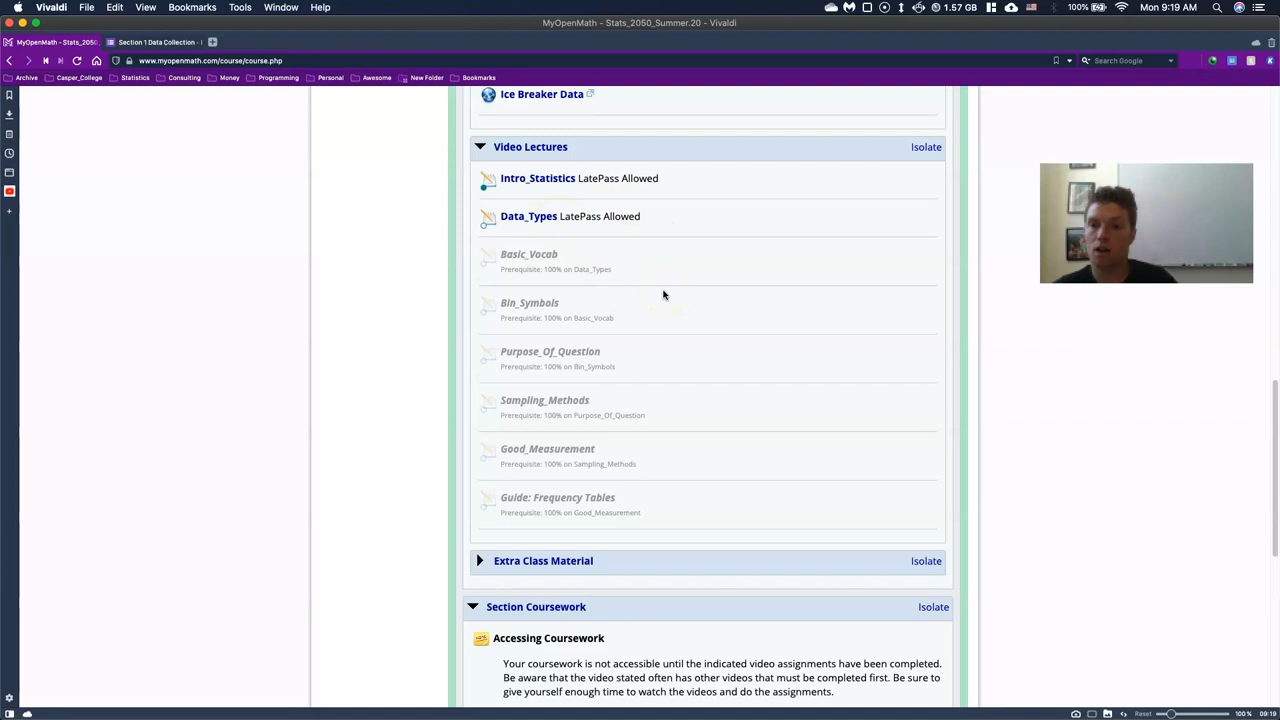 Vivaldi File Edit View Bookmarks Tools Window Help 1.57 GB 100% Wed Aug 5 9:19 AM
MyOpenMath - Stats_2050_Summer.20 - Vivaldi
MyOpenMath - Stats_2050 Section 1 Data Collection -
www.myopenmath.com/course/course.php Search Google
Archive Casper_College Statistics Consulting Money Programming Personal Awesome New Folder Bookmarks
Ice Breaker Data
Video Lectures Isolate
Intro_Statistics LatePass Allowed
Data_Types LatePass Allowed
Basic_Vocab
Prerequisite: 100% on Data_Types
Bin_Symbols
Prerequisite: 100% on Basic_Vocab
Purpose_Of_Question
Prerequisite: 100% on Bin_Symbols
Sampling_Methods
Prerequisite: 100% on Purpose_Of_Question
Good_Measurement
Prerequisite: 100% on Sampling_Methods
Guide: Frequency Tables
Prerequisite: 100% on Good_Measurement
Extra Class Material Isolate
Section Coursework Isolate
Accessing Coursework
Your coursework is not accessible until the indicated video assignments have been completed.
Be aware that the video stated often has other videos that must be completed first. Be sure to
give yourself enough time to watch the videos and do the assignments.
Reset 100 % 09:19